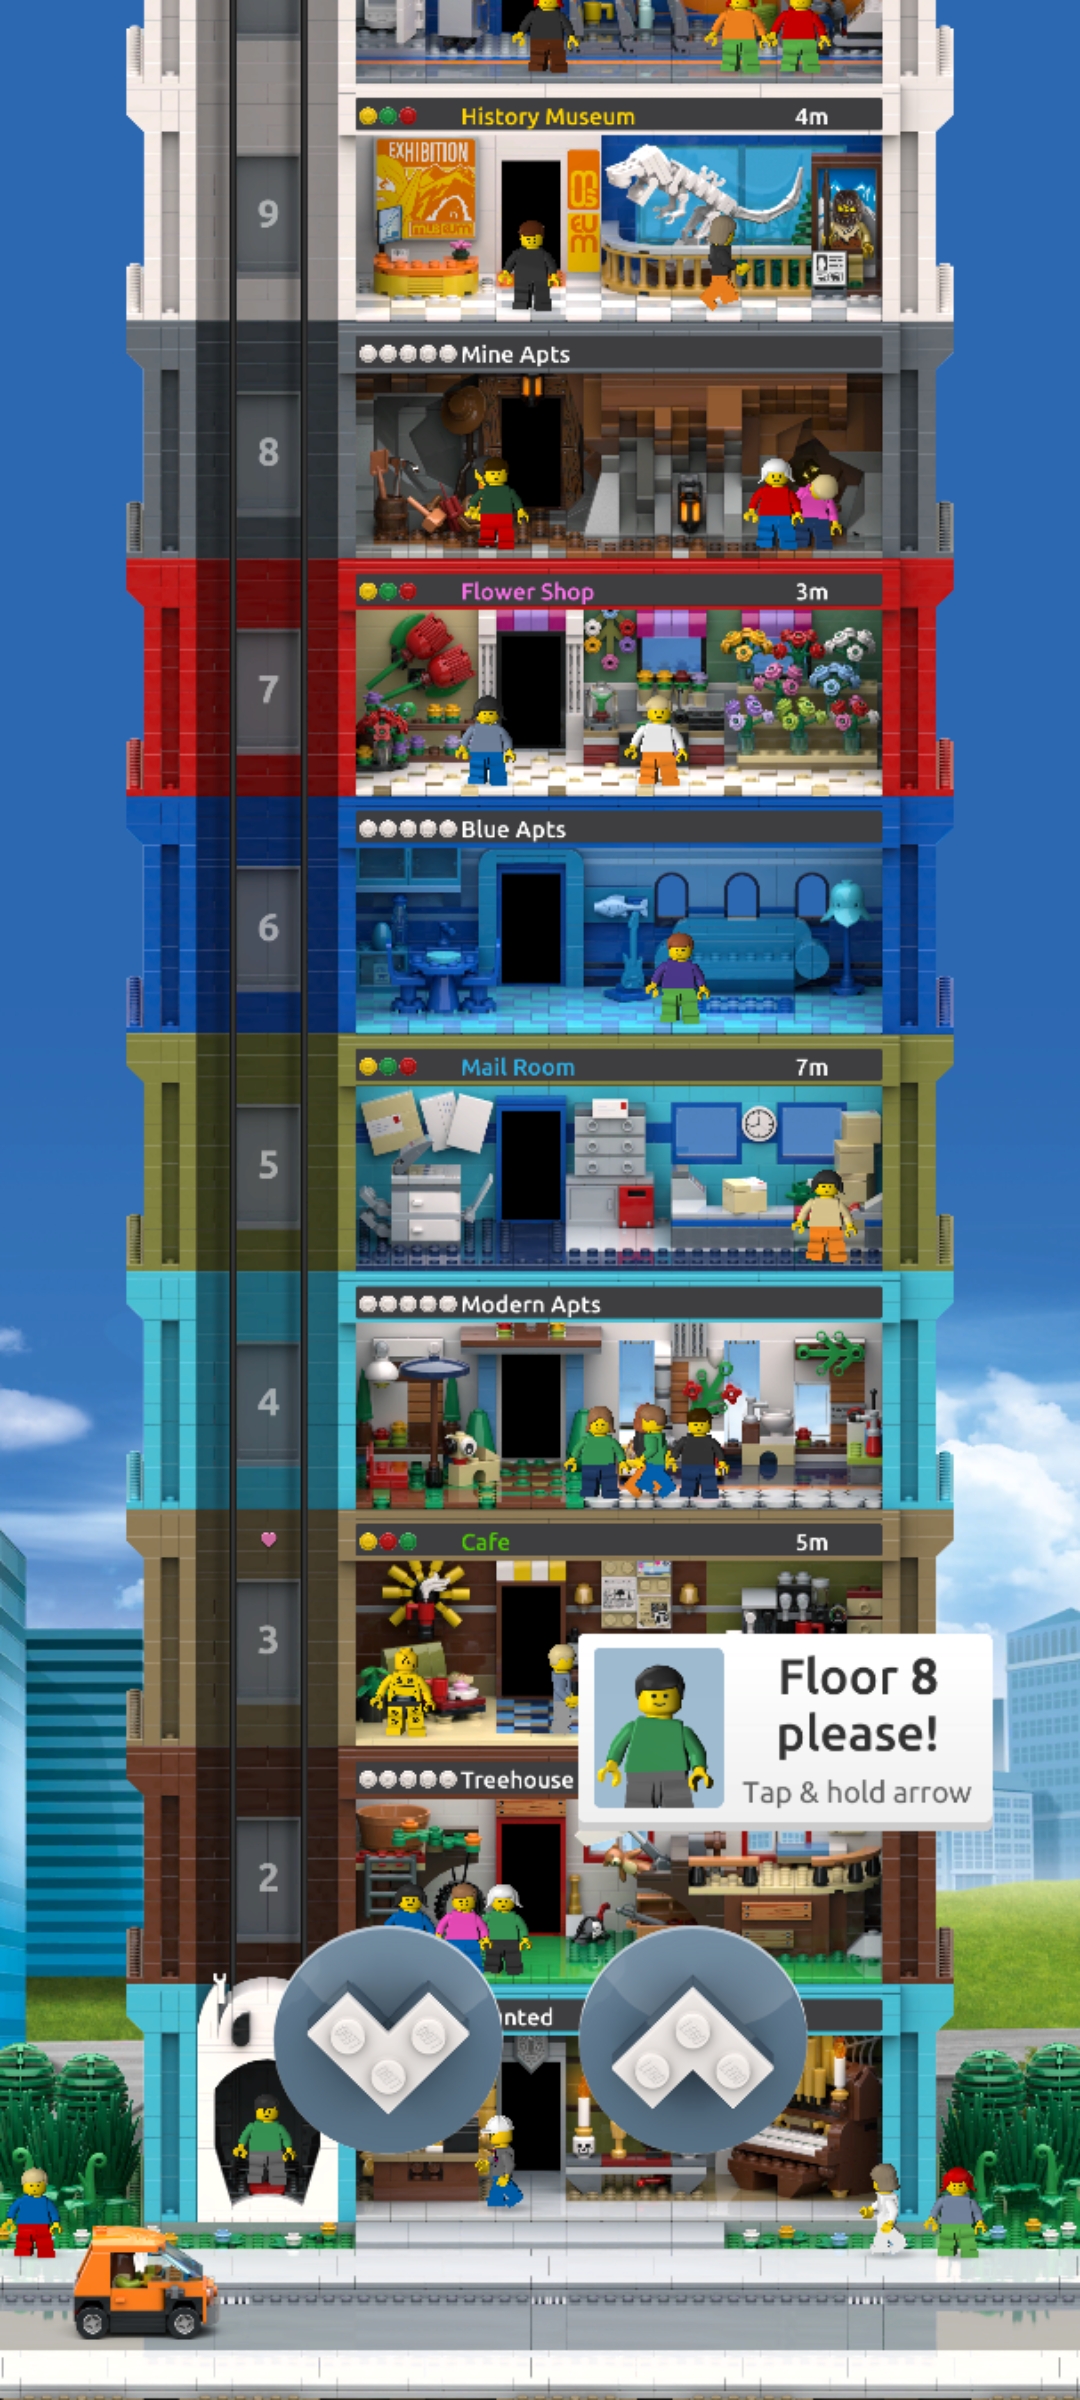 History Museum 4m
EXHIBITION
MUSEUM
MUSEUM
9
Mine Apts
8
Flower Shop 3m
7
Blue Apts
6
Mail Room 7m
5
Modern Apts
4
Cafe 5m
3
Floor 8
please!
Tap & hold arrow
Treehouse
2
nted